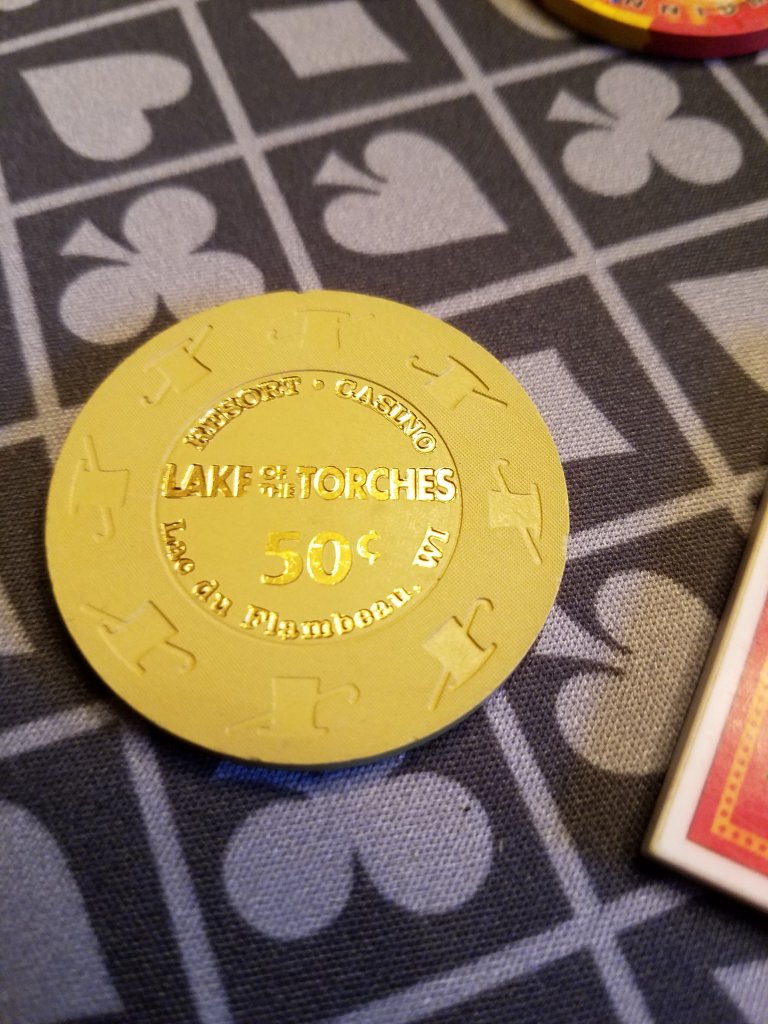 RESORT • CASINO
LAKE OF THE TORCHES
50¢
Lac du Flambeau, WI